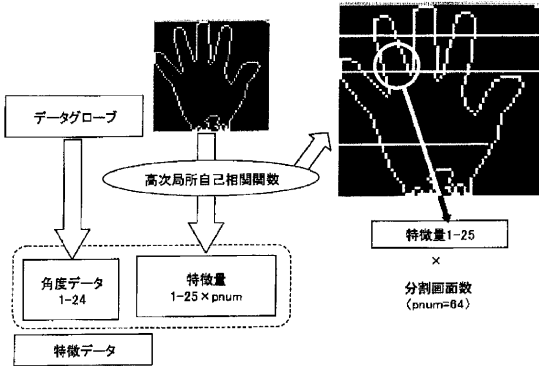 データグローブ
高次局所自己相関関数
角度データ
1-24
特徴量
1-25×pnum
特徴データ
特徴量1-25
×
分割画面数
(pnum=64)